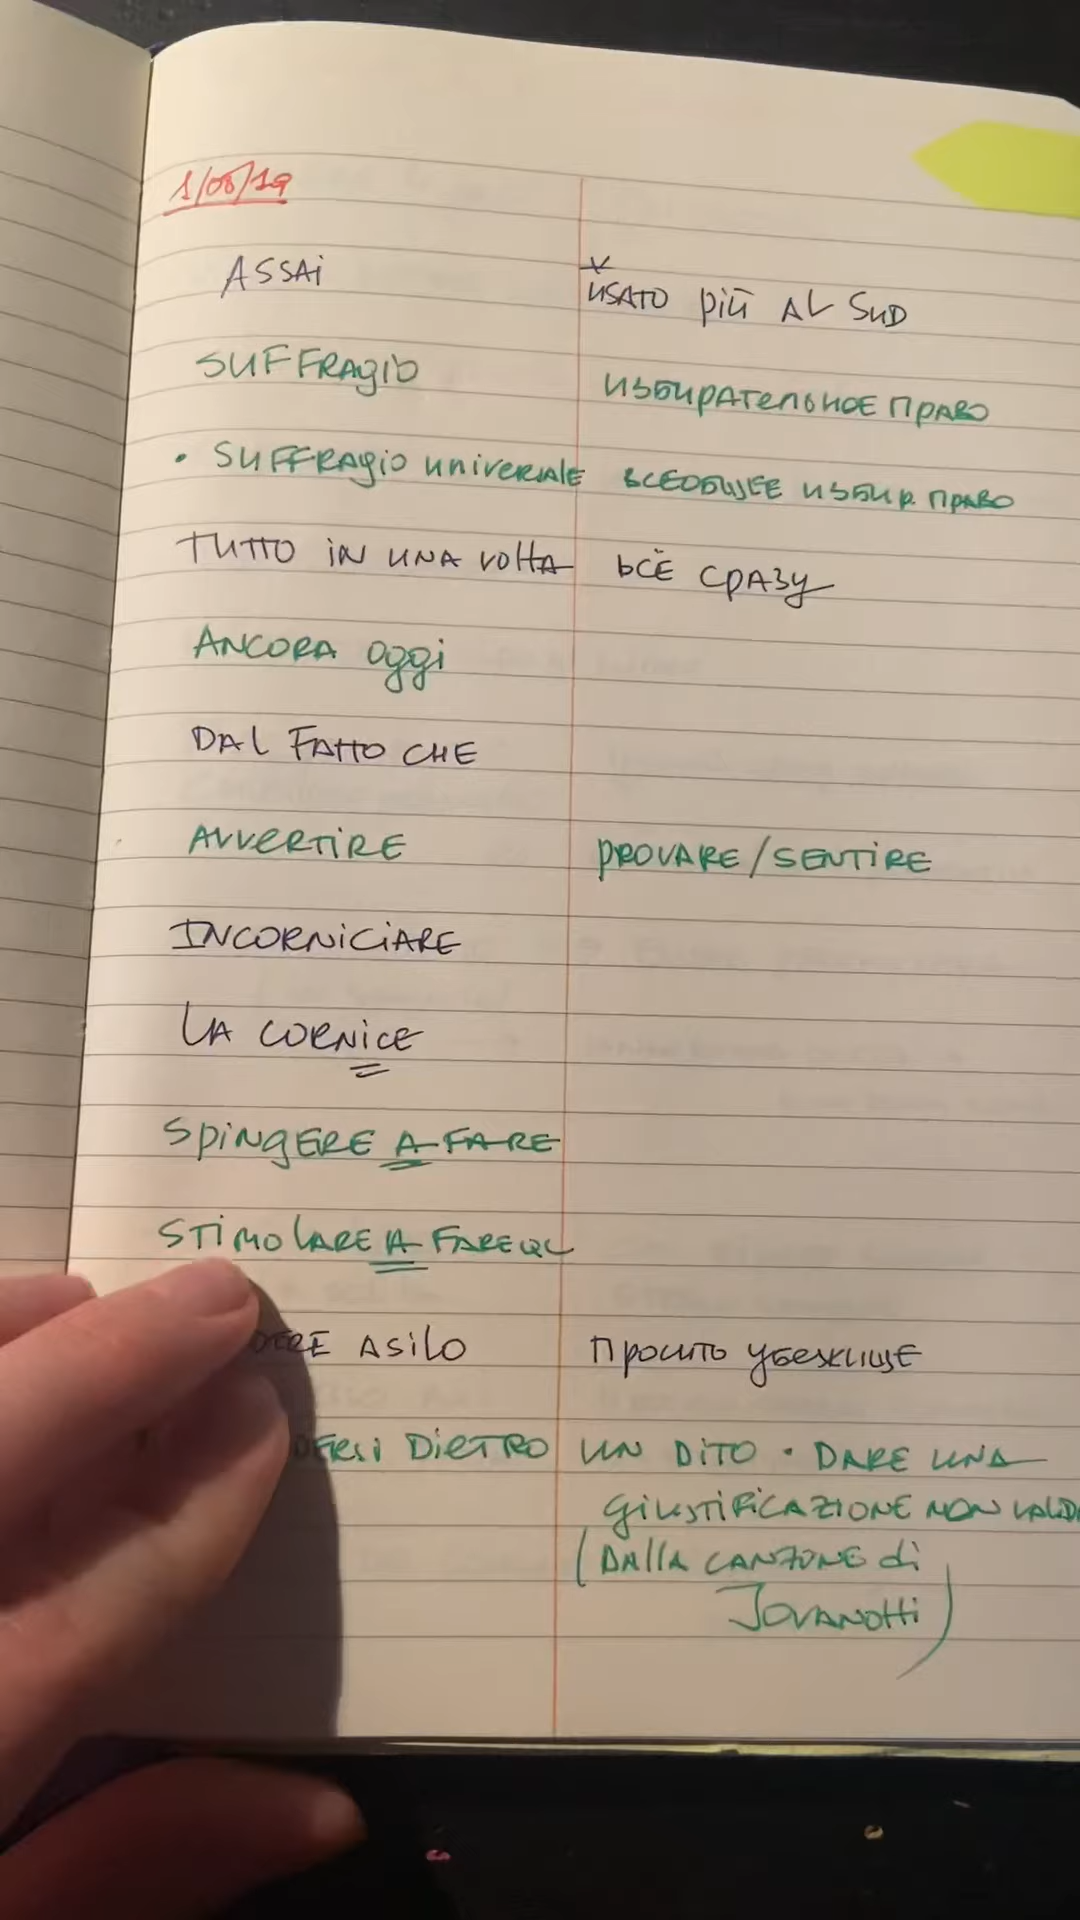 1/08/19
ASSAI
USATO PIÙ AL SUD
SUFFRAGIO
ИЗБИРАТЕЛЬНОЕ ПРАВО
• SUFFRAGIO UNIVERSALE ВСЕОБЩЕЕ ИЗБИР. ПРАВО
TUTTO IN UNA VOLTA ВСЁ СРАЗУ
ANCORA OGGI
DAL FATTO CHE
AVVERTIRE PROVARE/SENTIRE
INCORNICIARE
LA CORNICE
SPINGERE A FARE
STIMOLARE A FARE QC
DERE ASILO ПРОСИТЬ УБЕЖИЩЕ
DERSI DIETRO UN DITO • DARE UNA
GIUSTIFICAZIONE NON VALIDA
(DALLA CANZONE DI
JOVANOTTI)